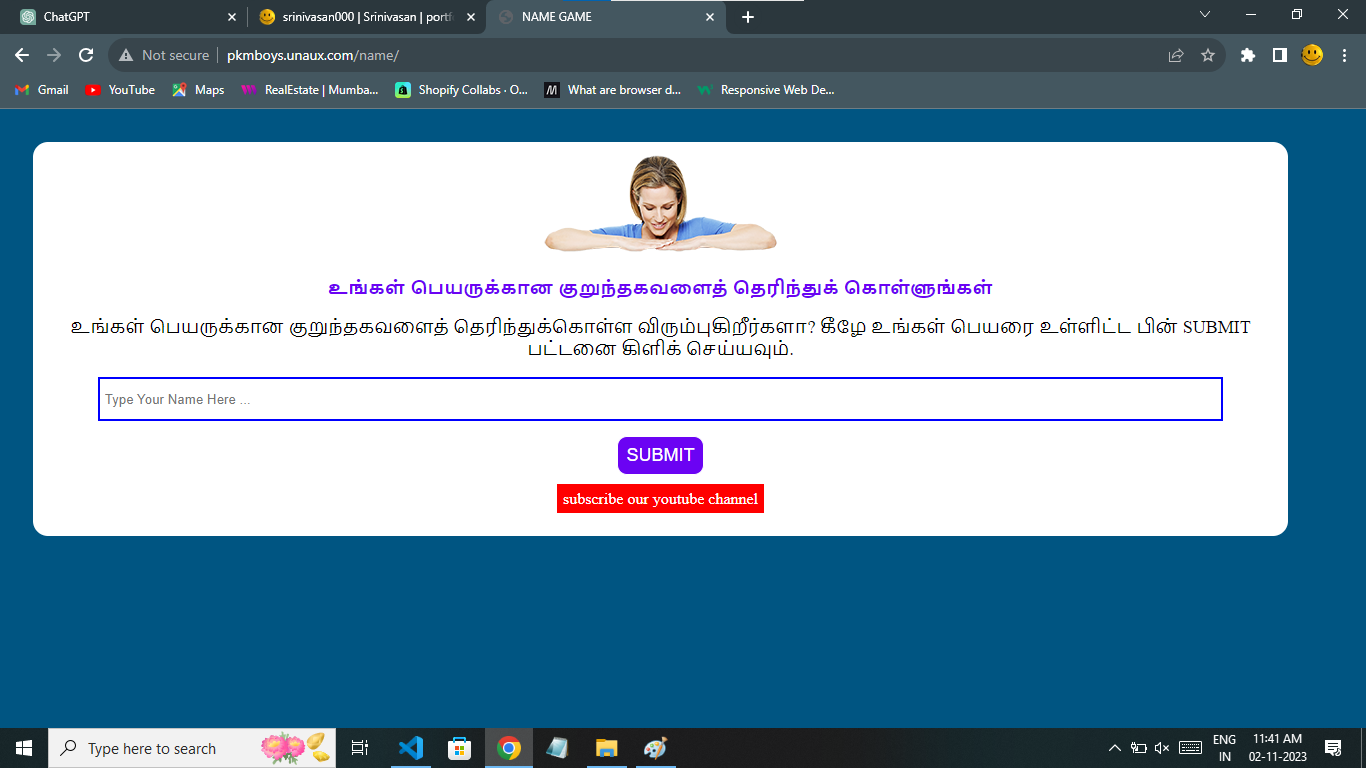 ChatGPT
srinivasan000 | Srinivasan | portf
NAME GAME
Not secure
pkmboys.unaux.com/name/
Gmail
YouTube
Maps
RealEstate | Mumba...
Shopify Collabs · O...
What are browser d...
Responsive Web De...
உங்கள் பெயருக்கான குறுந்தகவளைத் தெரிந்துக் கொள்ளுங்கள்
உங்கள் பெயருக்கான குறுந்தகவளைத் தெரிந்துக்கொள்ள விரும்புகிறீர்களா? கீழே உங்கள் பெயரை உள்ளிட்ட பின் SUBMIT
பட்டனை கிளிக் செய்யவும்.
Type Your Name Here ...
SUBMIT
subscribe our youtube channel
Type here to search
ENG
IN
11:41 AM
02-11-2023